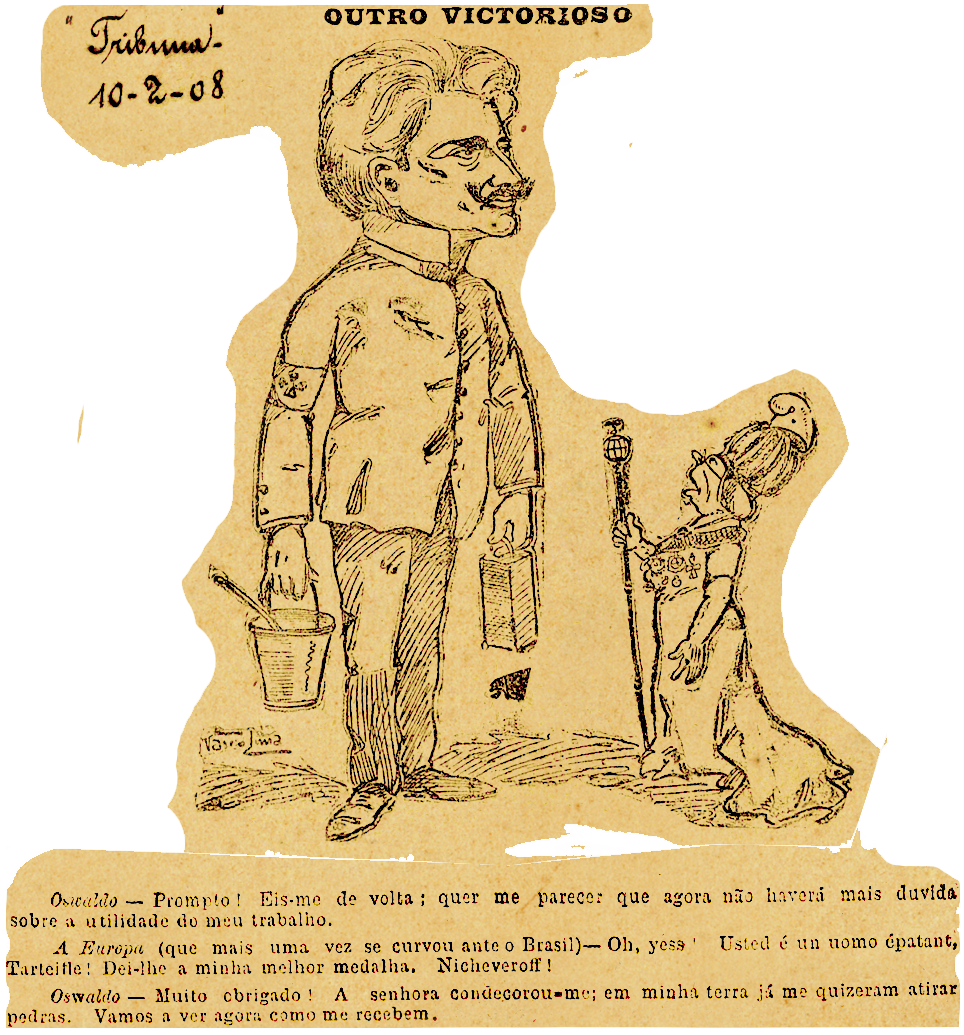 OUTRO VICTORIOSO
"Tribuna"-
10-2-08
Vasco Lima
Oswaldo — Prompto! Eis-me de volta; quer me parecer que agora não haverá mais duvida
sobre a utilidade do meu trabalho.
A Europa (que mais uma vez se curvou ante o Brasil)— Oh, yess! Usted é un uomo épatant,
Tarteifle! Dei-lhe a minha melhor medalha. Nicheveroff!
Oswaldo — Muito obrigado! A senhora condecorou-me; em minha terra já me quizeram atirar
pedras. Vamos a ver agora como me recebem.